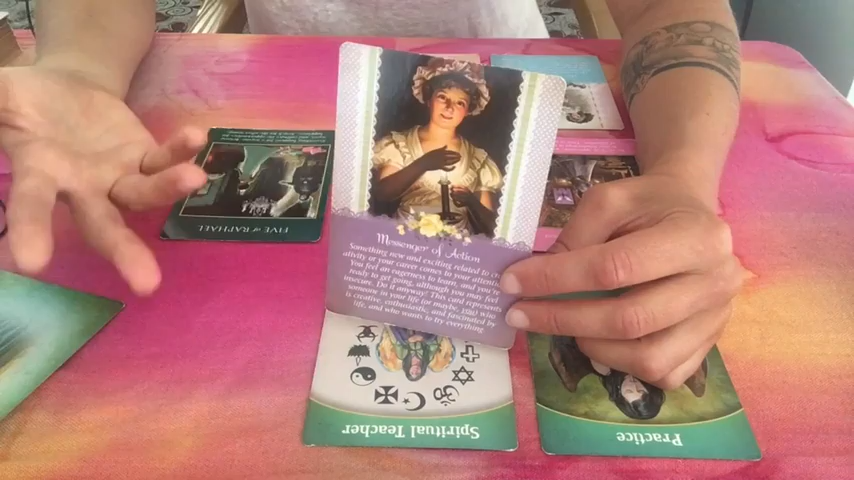 FIVE of RAPHAEL
Messenger of Action
Something new and exciting related to
ativity or your career comes to your
You feel an eagerness to learn, and you're
ready to get going, although you may feel
insecure. Do it anyway! This card represents
someone in your life (or maybe, you) who
is creative, enthusiastic, and fascinated by
life, and who wants to try everything.
Spiritual Teacher
Practice